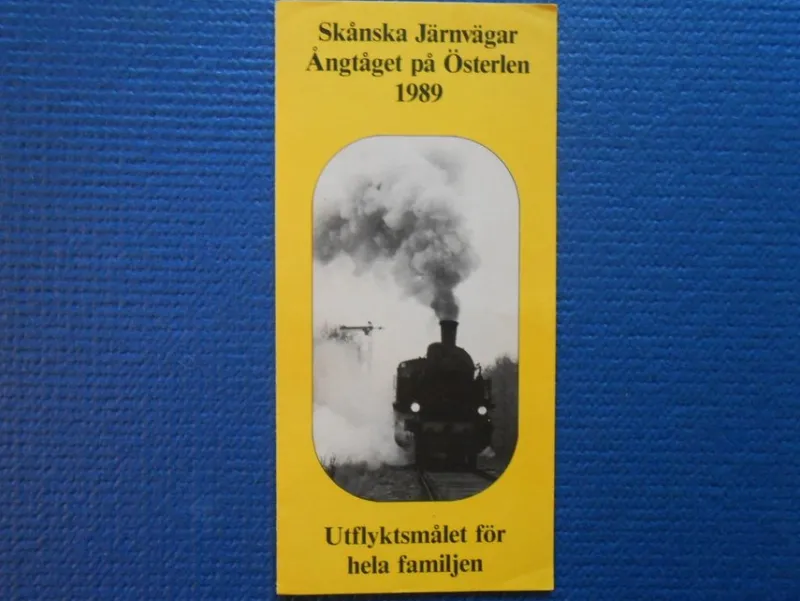 Skånska Järnvägar
Ångtåget på Österlen
1989
Utflyktsmålet för
hela familjen